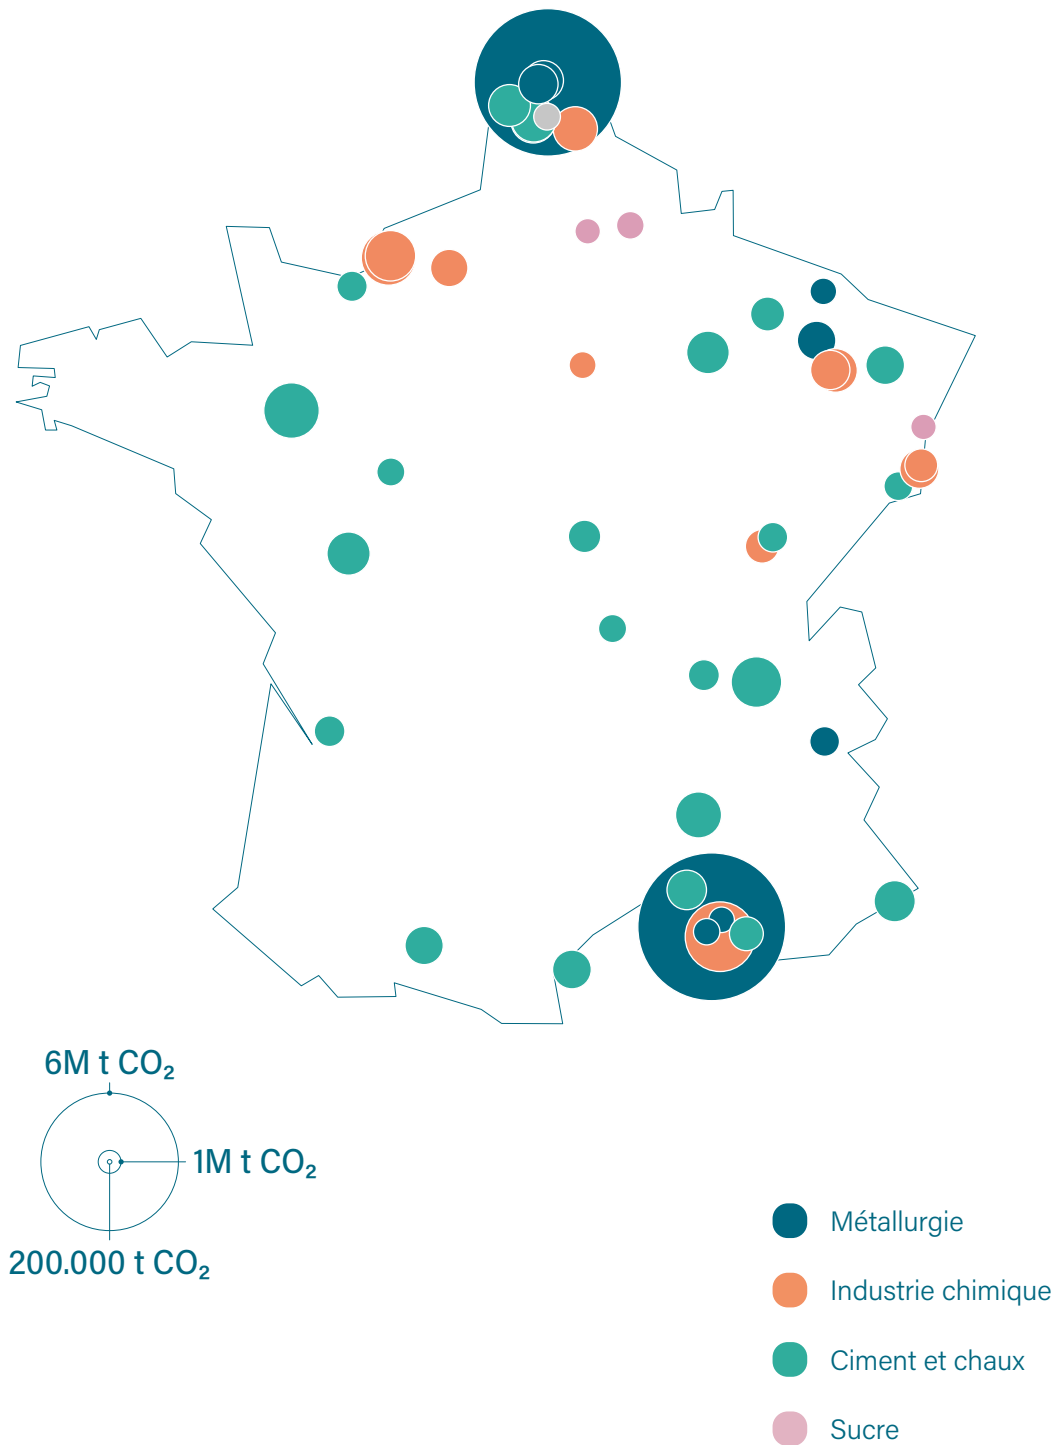 6M t CO₂
1M t CO₂
200.000 t CO₂
Métallurgie
Industrie chimique
Ciment et chaux
Sucre